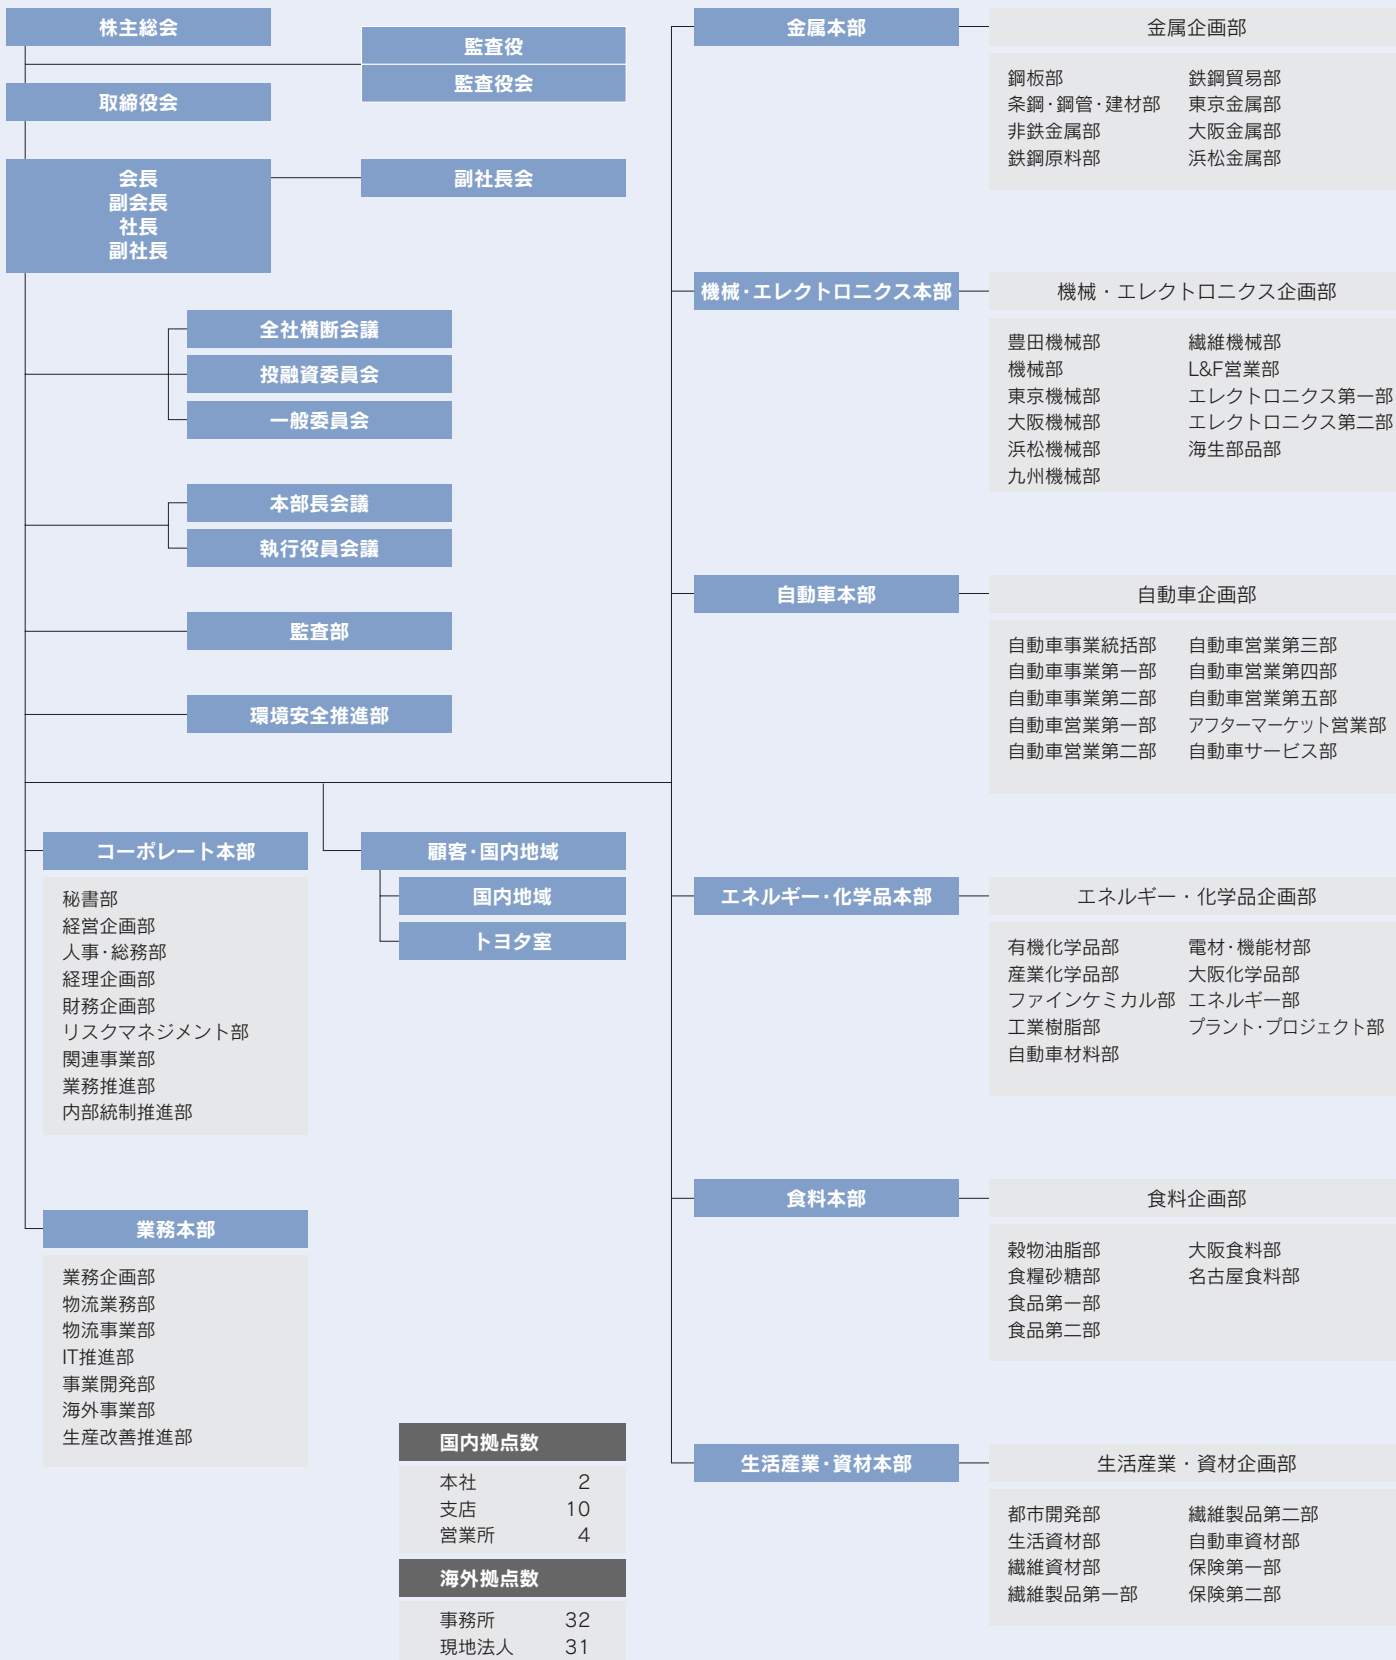 株主総会
監査役
監査役会
取締役会
会長
副会長
社長
副社長
副社長会
全社横断会議
投融資委員会
一般委員会
本部長会議
執行役員会議
監査部
環境安全推進部
コーポレート本部
秘書部
経営企画部
人事・総務部
経理企画部
財務企画部
リスクマネジメント部
関連事業部
業務推進部
内部統制推進部
業務本部
業務企画部
物流業務部
物流事業部
IT推進部
事業開発部
海外事業部
生産改善推進部
顧客・国内地域
国内地域
トヨタ室
国内拠点数
本社 2
支店 10
営業所 4
海外拠点数
事務所 32
現地法人 31
金属本部
金属企画部
鋼板部
条鋼・鋼管・建材部
非鉄金属部
鉄鋼原料部
鉄鋼貿易部
東京金属部
大阪金属部
浜松金属部
機械・エレクトロニクス本部
機械・エレクトロニクス企画部
豊田機械部
機械部
東京機械部
大阪機械部
浜松機械部
九州機械部
繊維機械部
L&F営業部
エレクトロニクス第一部
エレクトロニクス第二部
海生部品部
自動車本部
自動車企画部
自動車事業統括部
自動車事業第一部
自動車事業第二部
自動車営業第一部
自動車営業第二部
自動車営業第三部
自動車営業第四部
自動車営業第五部
アフターマーケット営業部
自動車サービス部
エネルギー・化学品本部
エネルギー・化学品企画部
有機化学品部
産業化学品部
ファインケミカル部
工業樹脂部
自動車材料部
電材・機能材部
大阪化学品部
エネルギー部
プラント・プロジェクト部
食料本部
食料企画部
穀物油脂部
食糧砂糖部
食品第一部
食品第二部
大阪食料部
名古屋食料部
生活産業・資材本部
生活産業・資材企画部
都市開発部
生活資材部
繊維資材部
繊維製品第一部
繊維製品第二部
自動車資材部
保険第一部
保険第二部